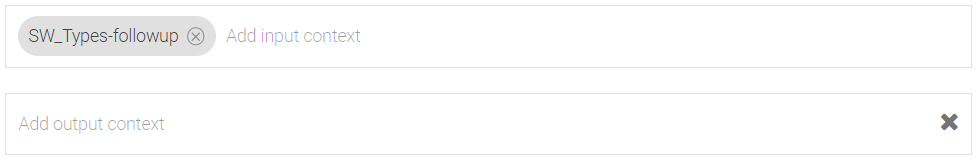 SW_Types-followup Add input context
Add output context